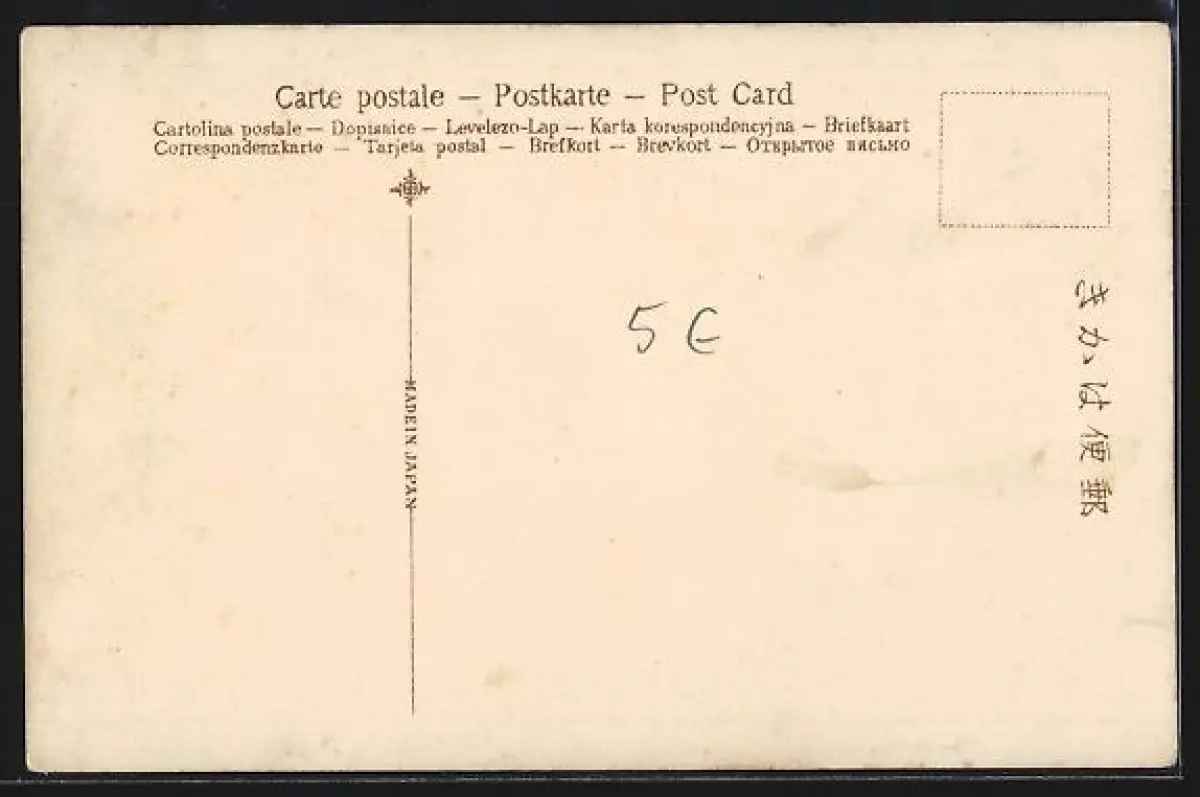 Carte postale — Postkarte — Post Card
Cartolina postale — Dopisnice — Levelezo-Lap — Karta korespondencyjna — Briefkaart
Correspondenzkarte — Tarjeta postal — Brefkort — Brevkort — Открытое письмо
MADE IN JAPAN
5 €
郵便はかき